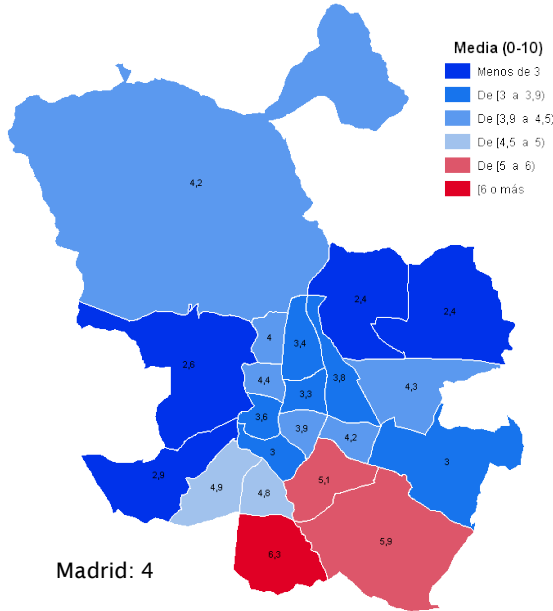 Media (0-10)
Menos de 3
De [3 a 3,9)
De [3,9 a 4,5)
De [4,5 a 5)
De [5 a 6)
[6 o más
4,2
2,4
2,4
4
3,4
2,6
4,4
3,3
3,8
4,3
3,6
3,9
4,2
3
3
2,9
4,9
4,8
5,1
5,9
6,3
Madrid: 4